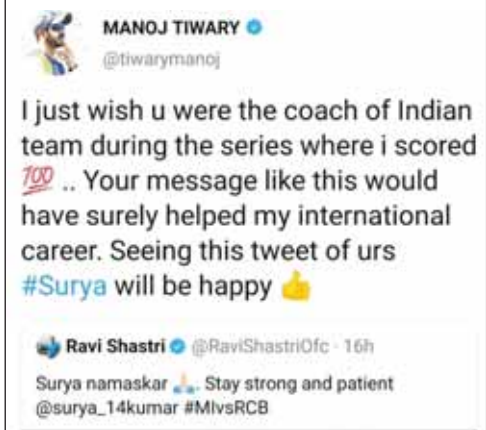 MANOJ TIWARY
@tiwarymanoj
I just wish u were the coach of Indian
team during the series where i scored
💯 .. Your message like this would
have surely helped my international
career. Seeing this tweet of urs
#Surya will be happy 👍
Ravi Shastri @RaviShastriOfc · 16h
Surya namaskar 🙏🏻. Stay strong and patient
@surya_14kumar #MIvsRCB